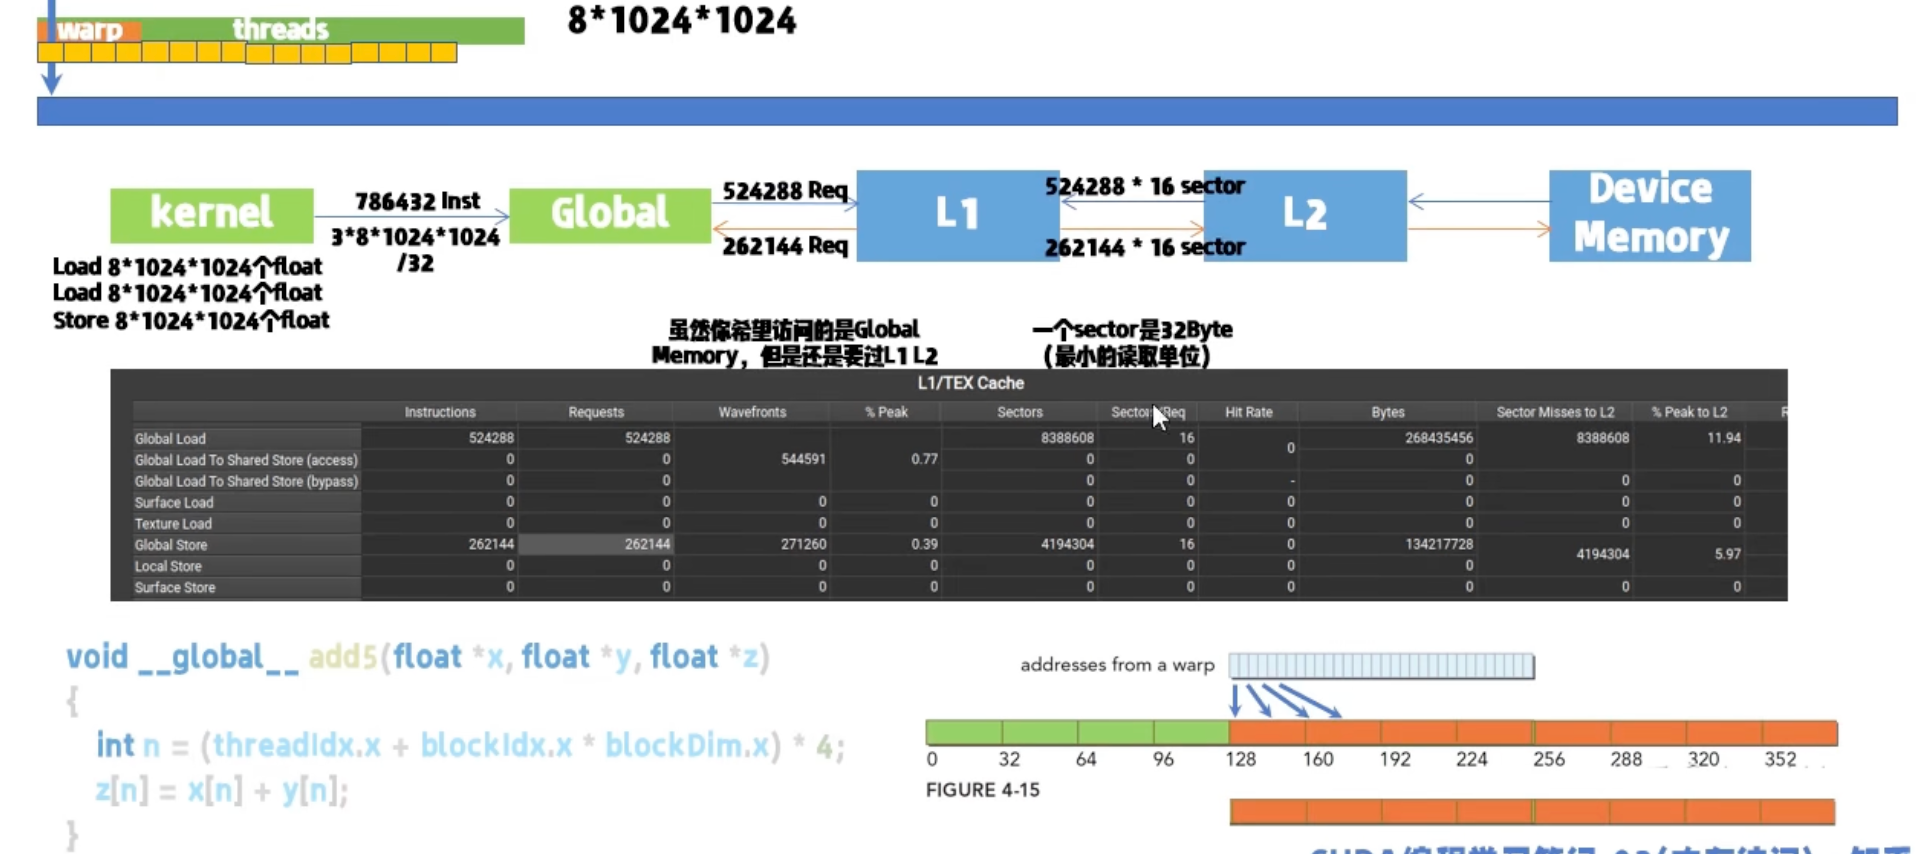 8*1024*1024
warp threads
kernel
786432 Inst
3*8*1024*1024
/32
Global
524288 Req
262144 Req
L1
524288 * 16 sector
262144 * 16 sector
L2
Device
Memory
Load 8*1024*1024个float
Load 8*1024*1024个float
Store 8*1024*1024个float
虽然你希望访问的是Global
Memory，但是还是要过L1 L2
一个sector是32Byte
（最小的读取单位）
L1/TEX Cache
Instructions Requests Wavefronts % Peak Sectors Sectors/Req Hit Rate Bytes Sector Misses to L2 % Peak to L2 R
Global Load 524288 524288 8388608 16 0 268435456 8388608 11.94
Global Load To Shared Store (access) 0 0 544591 0.77 0 0 0
Global Load To Shared Store (bypass) 0 0 0 0 - 0 0 0
Surface Load 0 0 0 0 0 0 0 0 0 0
Texture Load 0 0 0 0 0 0 0 0 0 0
Global Store 262144 262144 271260 0.39 4194304 16 0 134217728 4194304 5.97
Local Store 0 0 0 0 0 0 0 0
Surface Store 0 0 0 0 0 0 0 0 0 0
void __global__ add5(float *x, float *y, float *z)
{
int n = (threadIdx.x + blockIdx.x * blockDim.x) * 4;
z[n] = x[n] + y[n];
}
addresses from a warp
0 32 64 96 128 160 192 224 256 288 320 352
FIGURE 4-15